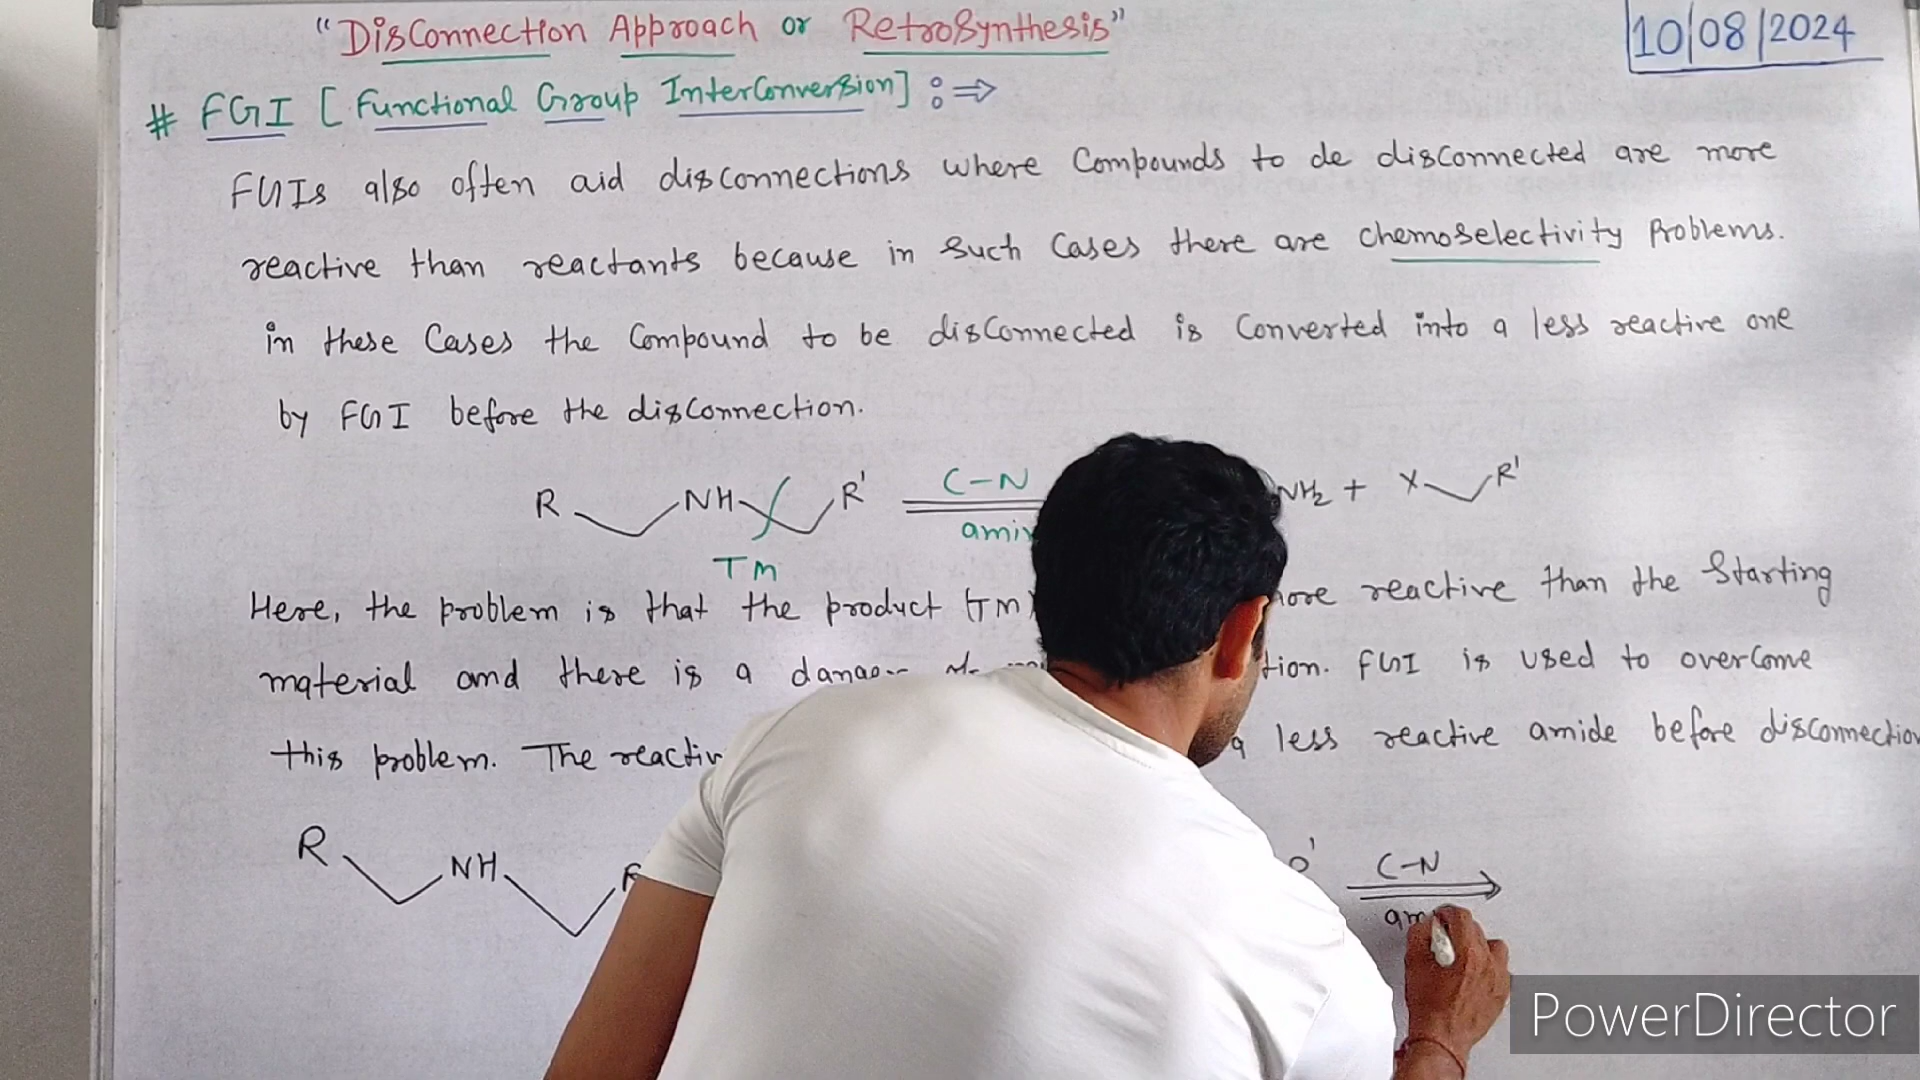 "Disconnection Approach or Retrosynthesis"
10/08/2024
# FGI [Functional Group InterConversion] :⇒
FGIs also often aid disconnections where Compounds to de disconnected are more
reactive than reactants because in such Cases there are chemoselectivity Problems.
in these Cases the Compound to be disconnected is Converted into a less reactive one
by FGI before the disconnection.
R NH R' C-N NH2 + X R'
TM
Here, the problem is that the product (TM) more reactive than the Starting
material and there is a danger FGI is used to overcome
this problem. The a less reactive amide before disconnection
R NH C-N
PowerDirector